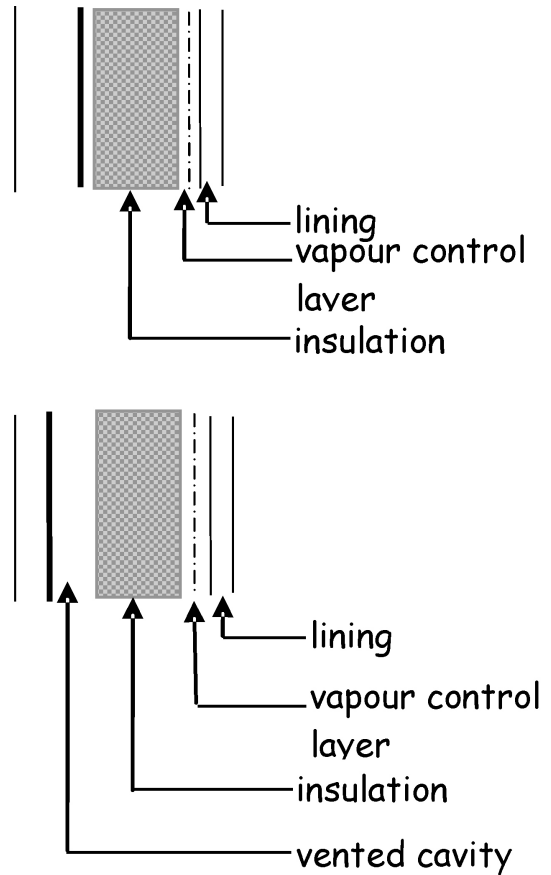 lining
vapour control
layer
insulation
lining
vapour control
layer
insulation
vented cavity